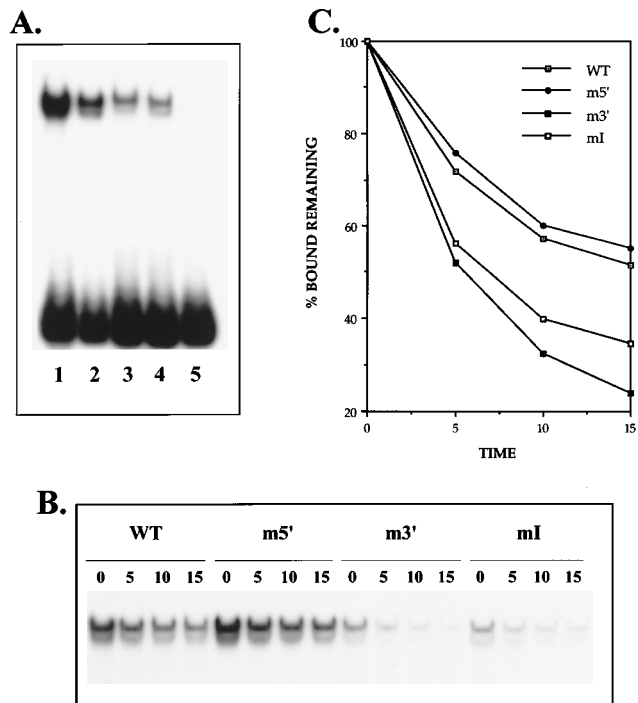 A.
1 2 3 4 5
C.
100
80
60
40
20
0 5 10 15
% BOUND REMAINING
TIME
WT
m5'
m3'
mI
B.
WT m5' m3' mI
0 5 10 15 0 5 10 15 0 5 10 15 0 5 10 15